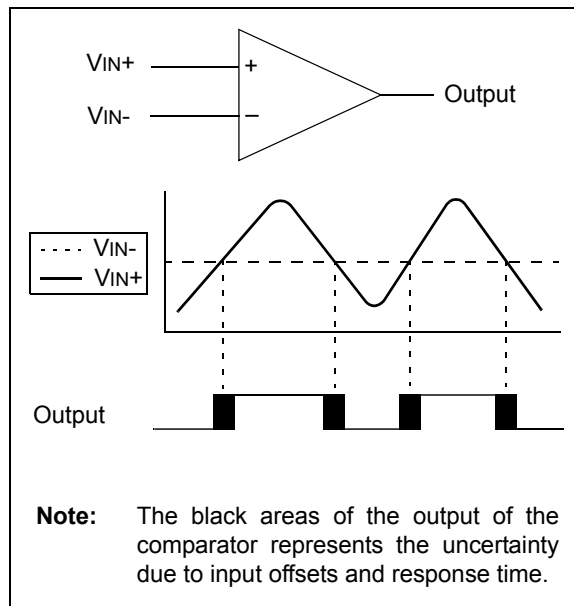 VIN+
+
Output
VIN-
–
VIN-
VIN+
Output
Note: The black areas of the output of the
comparator represents the uncertainty
due to input offsets and response time.